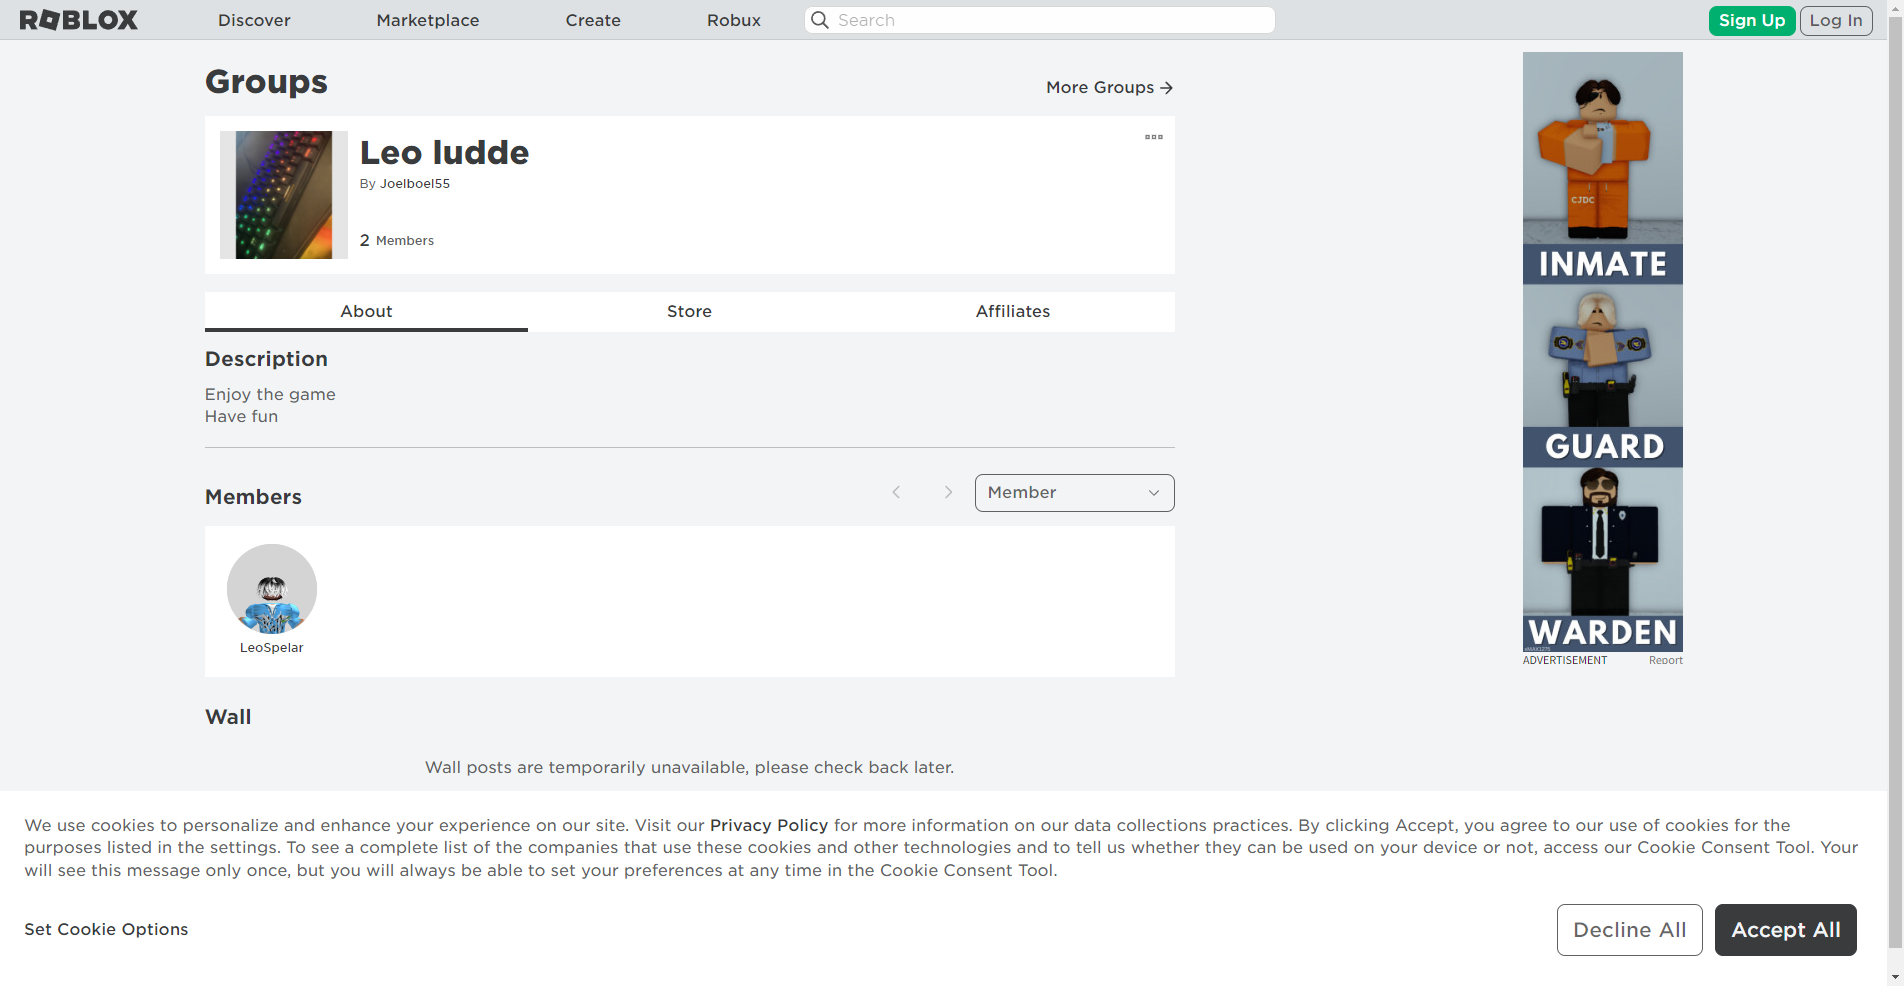 ROBLOX
Discover
Marketplace
Create
Robux
Search
Sign Up
Log In
Groups
More Groups
Leo ludde
By Joelboel55
2 Members
About
Store
Affiliates
Description
Enjoy the game
Have fun
Members
Member
LeoSpelar
Wall
Wall posts are temporarily unavailable, please check back later.
CJDC
INMATE
GUARD
WARDEN
ADVERTISEMENT
Report
We use cookies to personalize and enhance your experience on our site. Visit our Privacy Policy for more information on our data collections practices. By clicking Accept, you agree to our use of cookies for the
purposes listed in the settings. To see a complete list of the companies that use these cookies and other technologies and to tell us whether they can be used on your device or not, access our Cookie Consent Tool. Your
will see this message only once, but you will always be able to set your preferences at any time in the Cookie Consent Tool.
Set Cookie Options
Decline All
Accept All